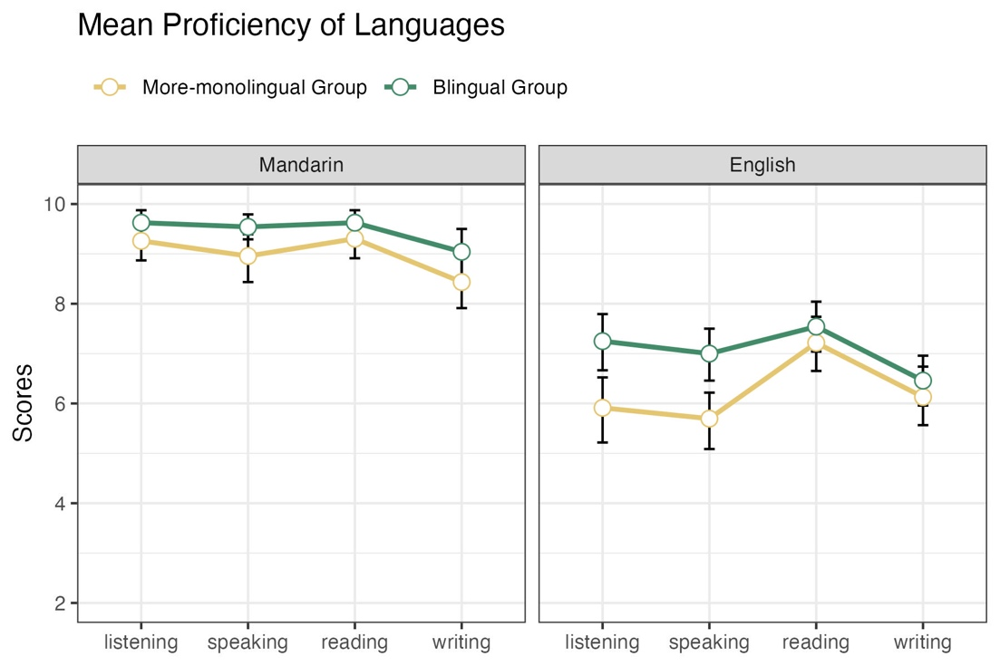 Mean Proficiency of Languages
More-monolingual Group Blingual Group
Mandarin English
Scores
10
8
6
4
2
listening speaking reading writing listening speaking reading writing